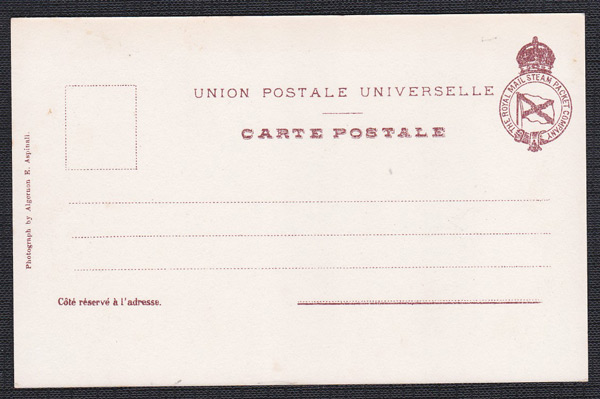 UNION POSTALE UNIVERSELLE
CARTE POSTALE
THE ROYAL MAIL STEAM PACKET COMPANY
Photograph by Algernon E. Aspinall.
Côté réservé à l'adresse.